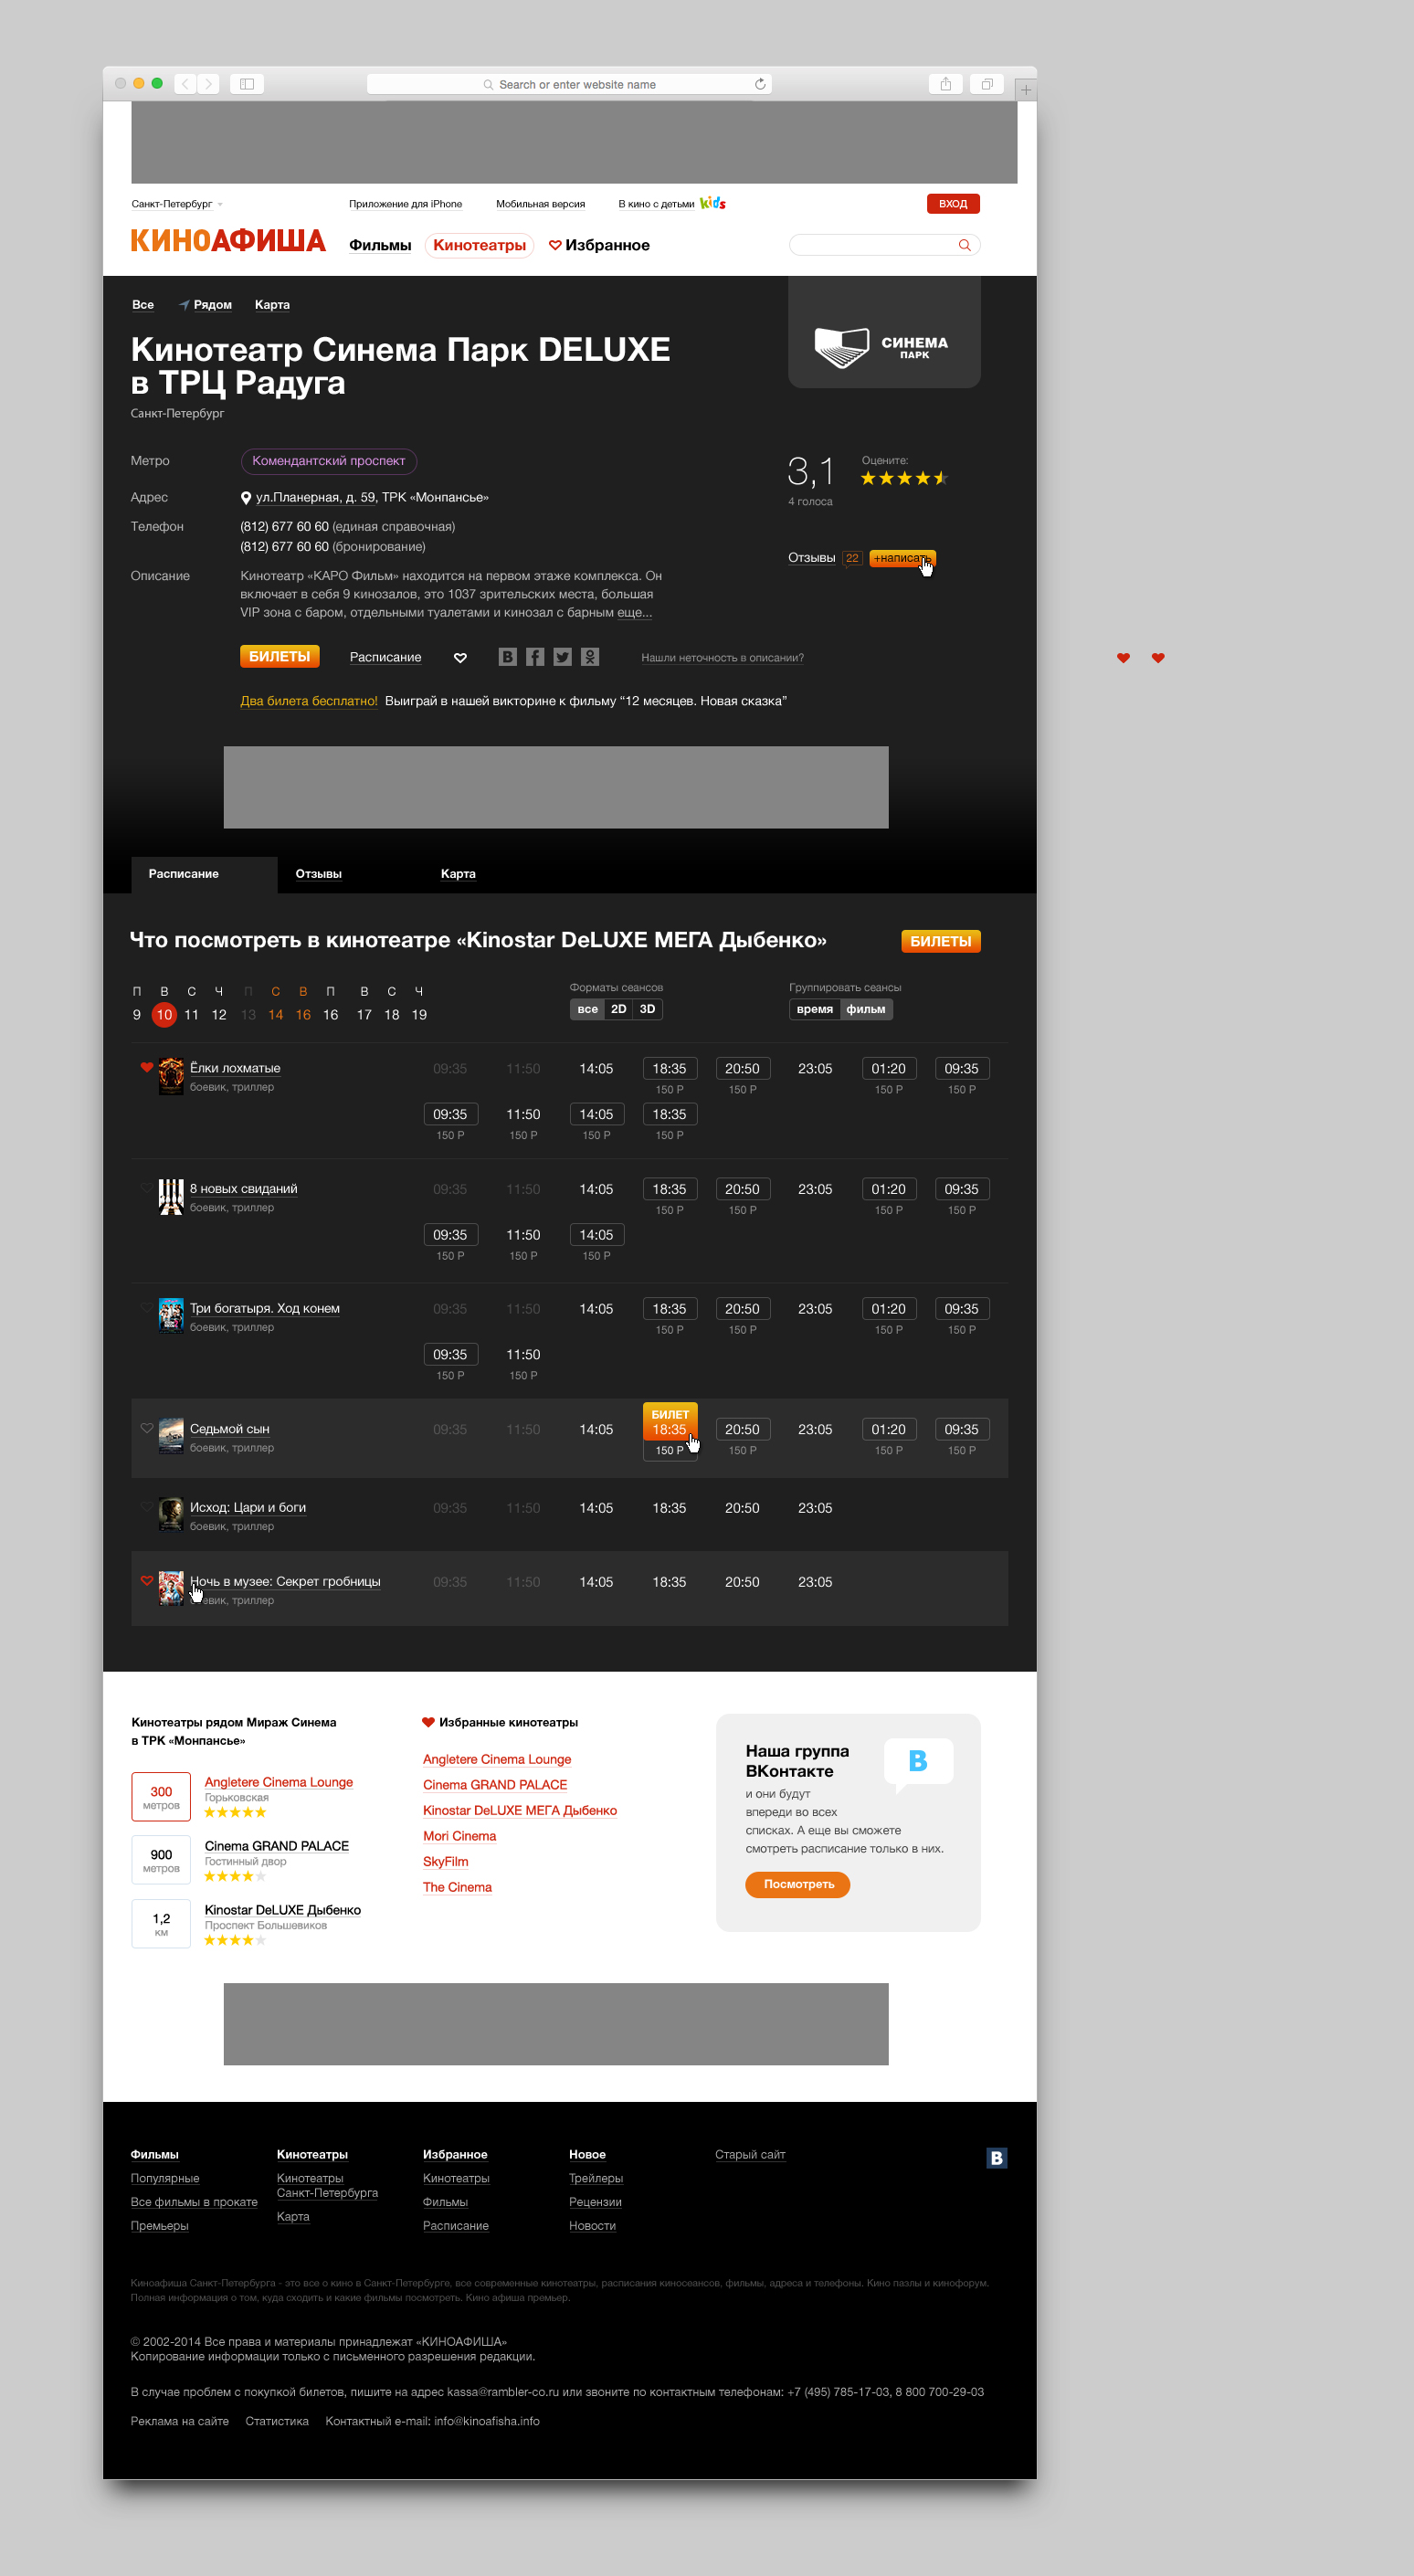 Search or enter website name
Санкт-Петербург Приложение для iPhone Мобильная версия В кино с детьми kids ВХОД
КИНОАФИША Фильмы Кинотеатры Избранное
Все Рядом Карта
СИНЕМА
ПАРК
Кинотеатр Синема Парк DELUXE
в ТРЦ Радуга
Санкт-Петербург
Метро Комендантский проспект
3,1 Оцените:
4 голоса
Адрес ул.Планерная, д. 59, ТРК «Монпансье»
Телефон (812) 677 60 60 (единая справочная)
(812) 677 60 60 (бронирование)
Отзывы 22 +написать
Описание Кинотеатр «КАРО Фильм» находится на первом этаже комплекса. Он
включает в себя 9 кинозалов, это 1037 зрительских места, большая
VIP зона с баром, отдельными туалетами и кинозал с барным еще...
БИЛЕТЫ Расписание В Нашли неточность в описании?
Два билета бесплатно! Выиграй в нашей викторине к фильму “12 месяцев. Новая сказка”
Расписание Отзывы Карта
Что посмотреть в кинотеатре «Kinostar DeLUXE МЕГА Дыбенко» БИЛЕТЫ
П В С Ч П С В П В С Ч
9 10 11 12 13 14 16 16 17 18 19
Форматы сеансов Группировать сеансы
все 2D 3D время фильм
Ёлки лохматые 09:35 11:50 14:05 18:35 20:50 23:05 01:20 09:35
боевик, триллер 150 Р 150 Р 150 Р 150 Р
09:35 11:50 14:05 18:35
150 Р 150 Р 150 Р 150 Р
8 новых свиданий 09:35 11:50 14:05 18:35 20:50 23:05 01:20 09:35
боевик, триллер 150 Р 150 Р 150 Р 150 Р
09:35 11:50 14:05
150 Р 150 Р 150 Р
Три богатыря. Ход конем 09:35 11:50 14:05 18:35 20:50 23:05 01:20 09:35
боевик, триллер 150 Р 150 Р 150 Р 150 Р
09:35 11:50
150 Р 150 Р
БИЛЕТ
Седьмой сын 09:35 11:50 14:05 18:35 20:50 23:05 01:20 09:35
боевик, триллер 150 Р 150 Р 150 Р 150 Р
Исход: Цари и боги 09:35 11:50 14:05 18:35 20:50 23:05
боевик, триллер
Ночь в музее: Секрет гробницы 09:35 11:50 14:05 18:35 20:50 23:05
боевик, триллер
Кинотеатры рядом Мираж Синема
в ТРК «Монпансье»
300
метров
Angletere Cinema Lounge
Горьковская
900
метров
Cinema GRAND PALACE
Гостинный двор
1,2
км
Kinostar DeLUXE Дыбенко
Проспект Большевиков
Избранные кинотеатры
Angletere Cinema Lounge
Cinema GRAND PALACE
Kinostar DeLUXE МЕГА Дыбенко
Mori Cinema
SkyFilm
The Cinema
Наша группа
ВКонтакте
В
и они будут
впереди во всех
списках. А еще вы сможете
смотреть расписание только в них.
Посмотреть
Фильмы
Популярные
Все фильмы в прокате
Премьеры
Кинотеатры
Кинотеатры
Санкт-Петербурга
Карта
Избранное
Кинотеатры
Фильмы
Расписание
Новое
Трейлеры
Рецензии
Новости
Старый сайт
В
Киноафиша Санкт-Петербурга - это все о кино в Санкт-Петербурге, все современные кинотеатры, расписания киносеансов, фильмы, адреса и телефоны. Кино пазлы и кинофорум.
Полная информация о том, куда сходить и какие фильмы посмотреть. Кино афиша премьер.
© 2002-2014 Все права и материалы принадлежат «КИНОАФИША»
Копирование информации только с письменного разрешения редакции.
В случае проблем с покупкой билетов, пишите на адрес kassa@rambler-co.ru или звоните по контактным телефонам: +7 (495) 785-17-03, 8 800 700-29-03
Реклама на сайте Статистика Контактный e-mail: info@kinoafisha.info